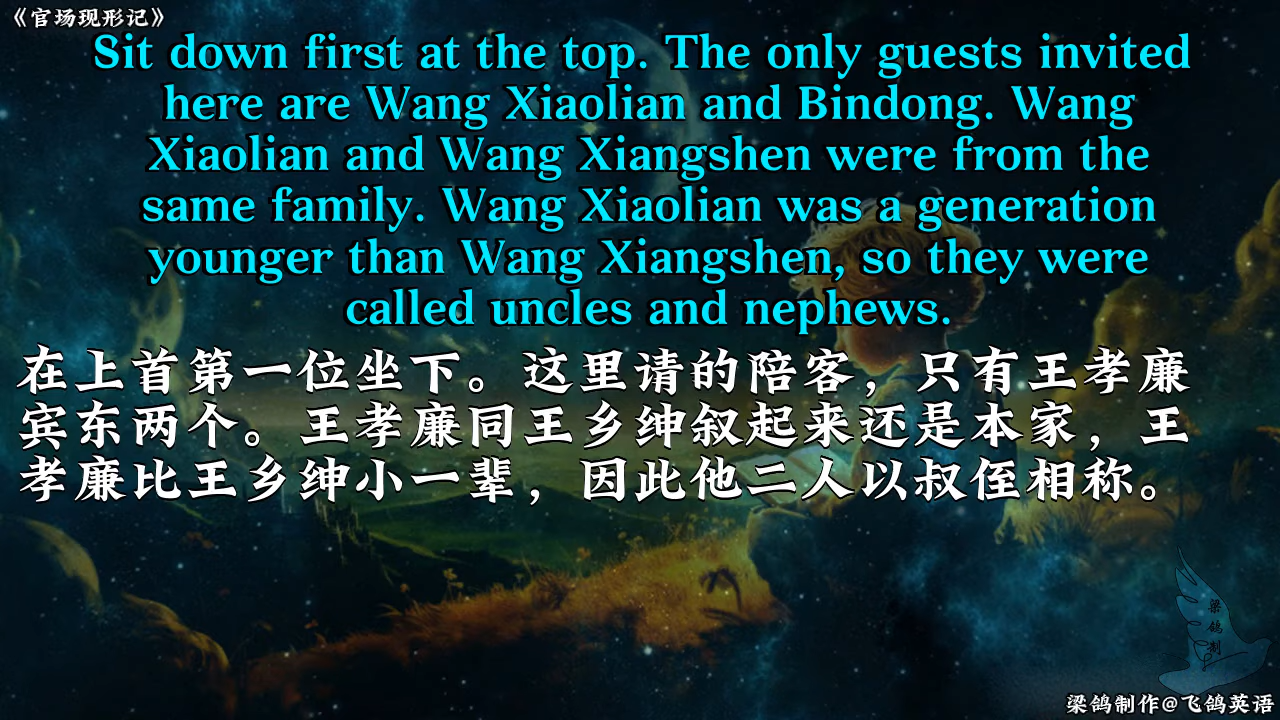 《官场现形记》
Sit down first at the top. The only guests invited
here are Wang Xiaolian and Bindong. Wang
Xiaolian and Wang Xiangshen were from the
same family. Wang Xiaolian was a generation
younger than Wang Xiangshen, so they were
called uncles and nephews.
在上首第一位坐下。这里请的陪客，只有王孝廉
宾东两个。王孝廉同王乡绅叙起来还是本家，王
孝廉比王乡绅小一辈，因此他二人以叔侄相称。
梁鸽制
梁鸽制作@飞鸽英语